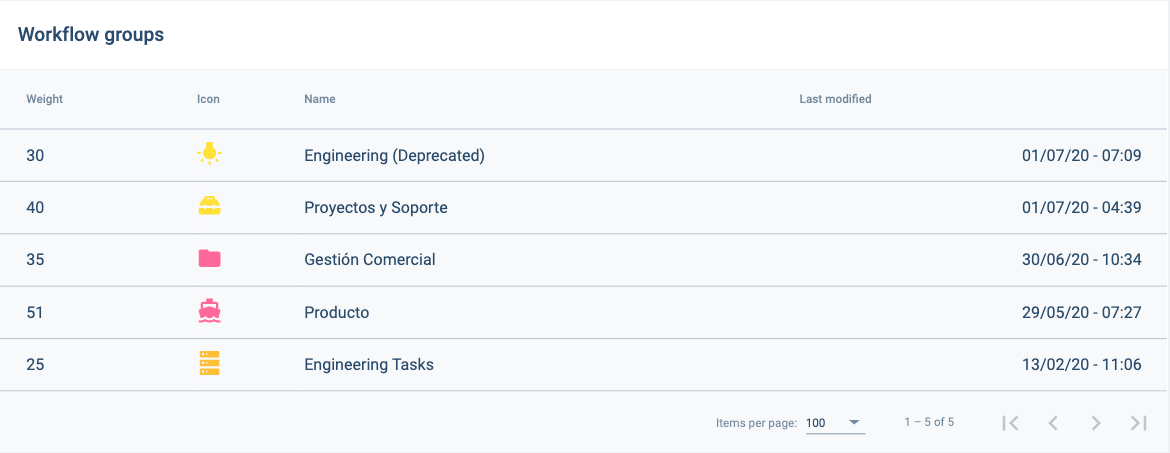 Workflow groups
Weight Icon Name Last modified
30 Engineering (Deprecated) 01/07/20 - 07:09
40 Proyectos y Soporte 01/07/20 - 04:39
35 Gestión Comercial 30/06/20 - 10:34
51 Producto 29/05/20 - 07:27
25 Engineering Tasks 13/02/20 - 11:06
Items per page: 100 1 – 5 of 5